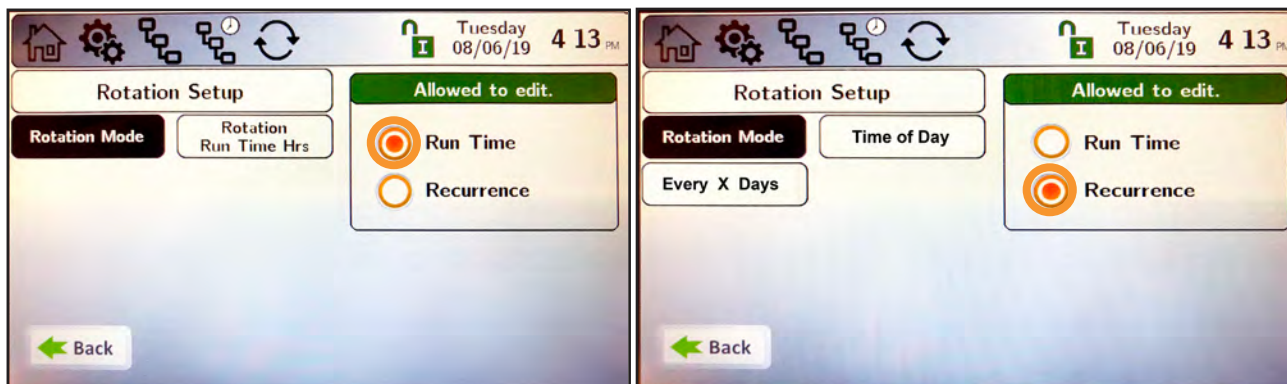 Tuesday
08/06/19
4 13 PM
Rotation Setup
Allowed to edit.
Rotation Mode
Rotation
Run Time Hrs
Run Time
Recurrence
Back
Tuesday
08/06/19
4 13 PM
Rotation Setup
Allowed to edit.
Rotation Mode
Time of Day
Run Time
Every X Days
Recurrence
Back